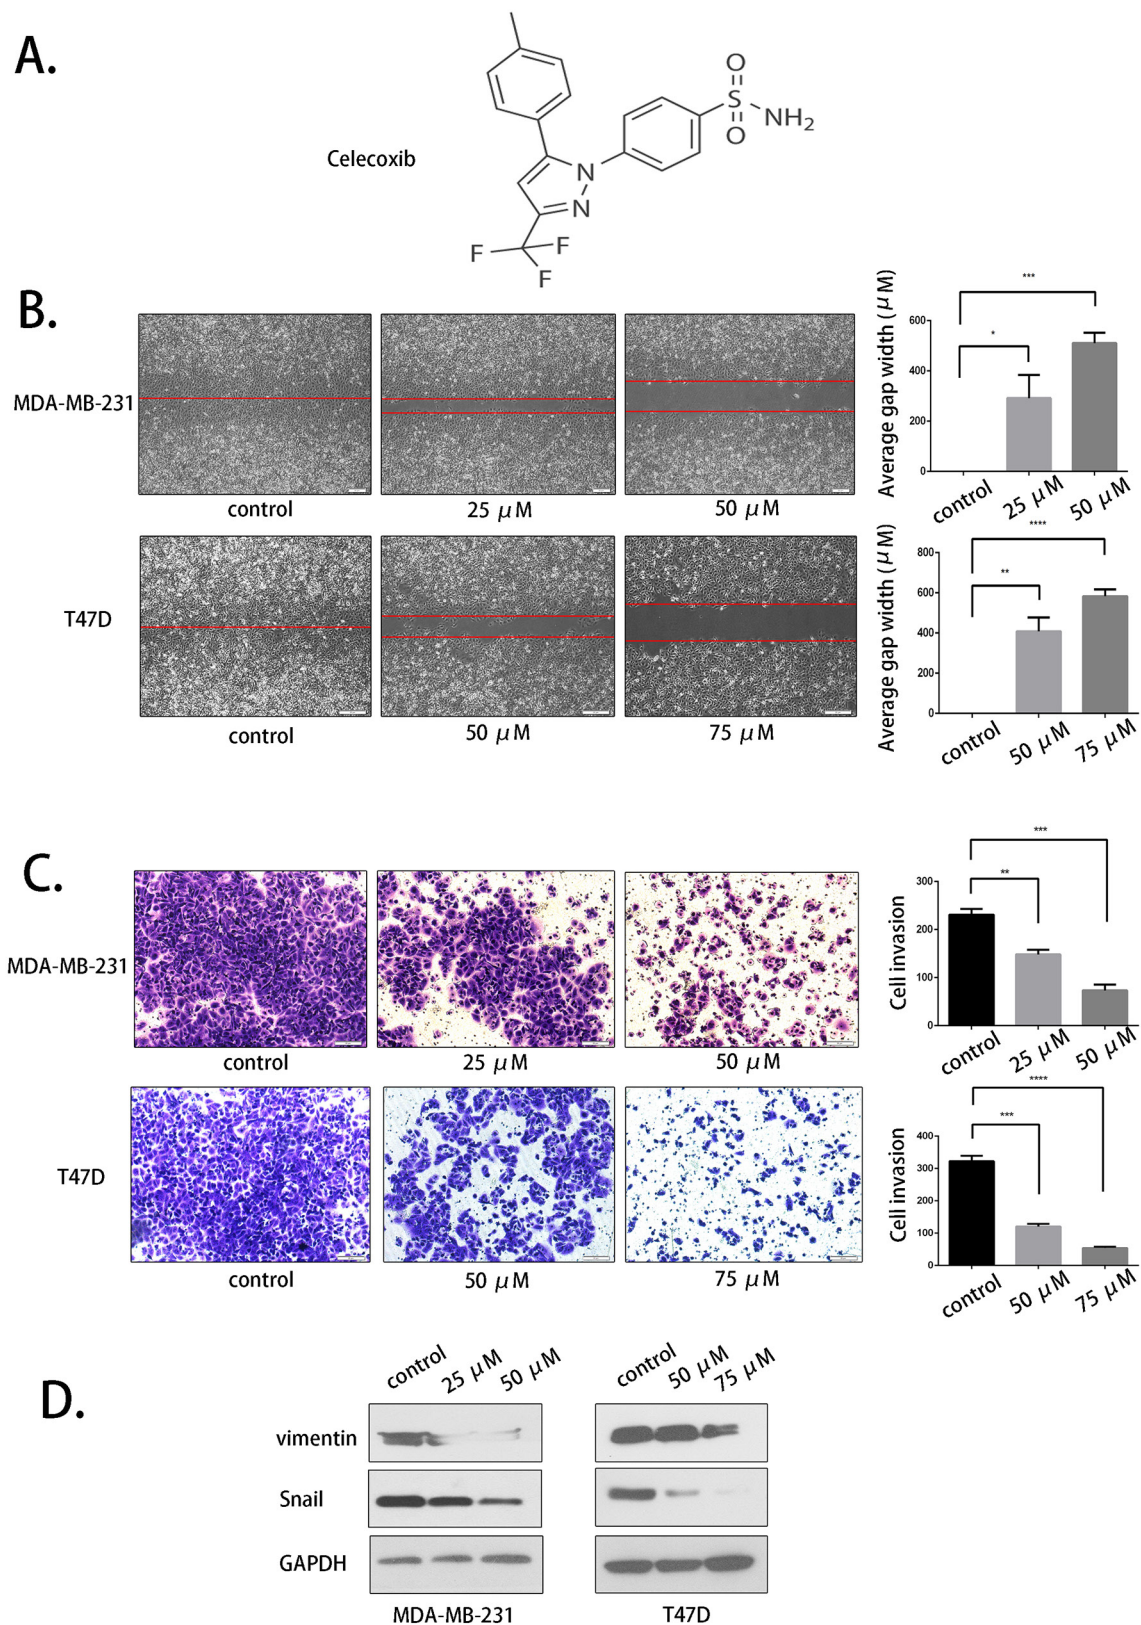 A.
Celecoxib
O
S
NH2
O
N
N
F
F
F
B.
MDA-MB-231
control
25 μM
50 μM
Average gap width (μM)
600
400
200
0
*
***
control
25 μM
50 μM
T47D
control
50 μM
75 μM
Average gap width (μM)
800
600
400
200
0
**
****
control
50 μM
75 μM
C.
MDA-MB-231
control
25 μM
50 μM
Cell invasion
300
200
100
0
**
***
control
25 μM
50 μM
T47D
control
50 μM
75 μM
Cell invasion
400
300
200
100
0
***
****
control
50 μM
75 μM
D.
control
25 μM
50 μM
control
50 μM
75 μM
vimentin
Snail
GAPDH
MDA-MB-231
T47D